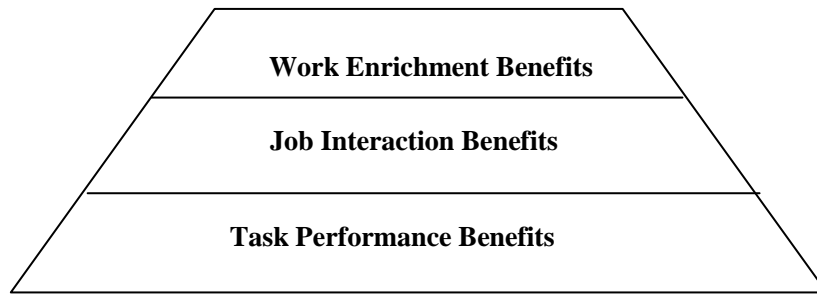 Work Enrichment Benefits
Job Interaction Benefits
Task Performance Benefits